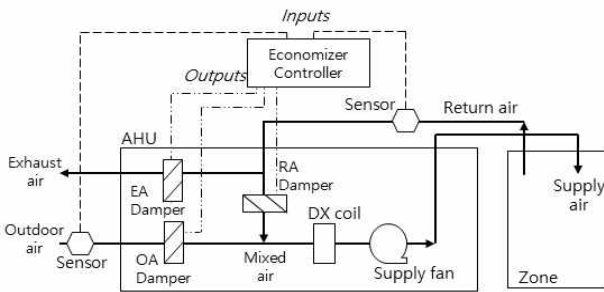 Inputs
Economizer
Controller
Outputs
Sensor
Return air
AHU
Exhaust
air
EA
Damper
RA
Damper
Supply
air
DX coil
Outdoor
air
Sensor
OA
Damper
Mixed
air
Supply fan
Zone